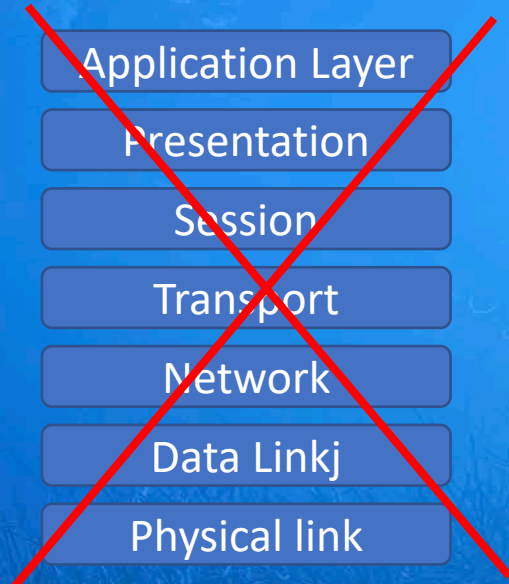 Application Layer
Presentation
Session
Transport
Network
Data Linkj
Physical link